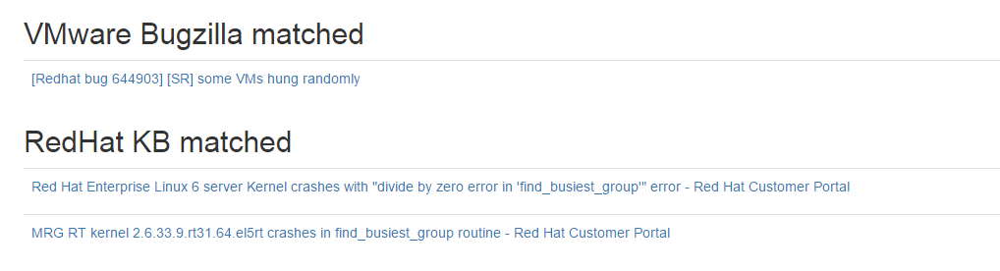 VMware Bugzilla matched
[Redhat bug 644903] [SR] some VMs hung randomly
RedHat KB matched
Red Hat Enterprise Linux 6 server Kernel crashes with "divide by zero error in 'find_busiest_group'" error - Red Hat Customer Portal
MRG RT kernel 2.6.33.9.rt31.64.el5rt crashes in find_busiest_group routine - Red Hat Customer Portal